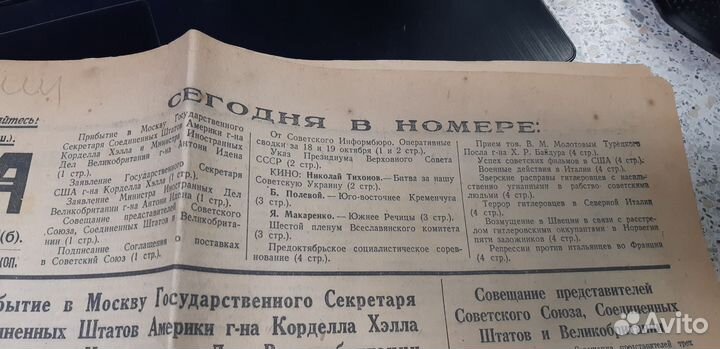 йтесь!
ш.).
А
(б).
КОП.
СЕГОДНЯ В НОМЕРЕ:
Прибытие в Москву Государственного
Секретаря Соединенных Штатов Америки г-на
Корделла Хэлла и Министра Иностранных
Дел Великобритании г-на Антони Идена
(1 стр.).
Заявление Государственного Секретаря
США г-на Корделла Хэлла (1 стр.).
Заявление Министра Иностранных Дел
Великобритании г-на Антони Идена (1 стр.).
Совещание представителей Советского
Союза, Соединенных Штатов и Великобрита-
нии (1 стр.).
Подписание Соглашения о поставках
в Советский Союз (1 стр.).
От Советского Информбюро. Оперативные
сводки за 18 и 19 октября (1 и 2 стр.).
Указ Президиума Верховного Совета
СССР (2 стр.).
КИНО: Николай Тихонов.—Битва за нашу
Советскую Украину (2 стр.).
Б. Полевой.—Юго-восточнее Кременчуга
(3 стр.).
Я. Макаренко.—Южнее Речицы (3 стр.).
Шестой пленум Всеславянского комитета
(3 стр.).
Предоктябрьское социалистическое сорев-
нование (4 стр.).
Прием тов. В. М. Молотовым Турецкого
Посла г-на Х. Р. Байдура (4 стр.).
Успех советских фильмов в США (4 стр.).
Военные действия в Италии (4 стр.).
Зверские расправы гитлеровцев с населени-
угнанными в рабство советскими
людьми (4 стр.).
Террор гитлеровцев в Северной Италии
(4 стр.).
Возмущение в Швеции в связи с расстре-
лом гитлеровскими оккупантами в Норвегии
пяти заложников (4 стр.).
Репрессии против итальянцев во Франции
(4 стр.).
бытие в Москву Государственного Секретаря
иненных Штатов Америки г-на Корделла Хэлла
Совещание представителей
Советского Союза, Соединенных
Штатов и Великобритании
Avito